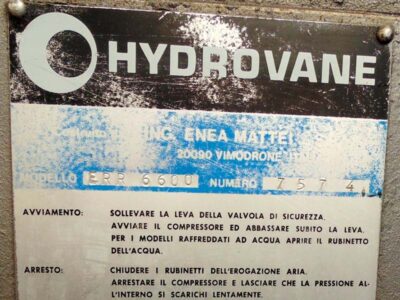 HYDROVANE
ING. ENEA MATTEI
20090 VIMODRONE
MODELLO ERR 6600 NUMERO 7574
AVVIAMENTO: SOLLEVARE LA LEVA DELLA VALVOLA DI SICUREZZA.
AVVIARE IL COMPRESSORE ED ABBASSARE SUBITO LA LEVA.
PER I MODELLI RAFFREDDATI AD ACQUA APRIRE IL RUBINETTO
DELL'ACQUA.
ARRESTO: CHIUDERE I RUBINETTI DELL'EROGAZIONE ARIA.
ARRESTARE IL COMPRESSORE E LASCIARE CHE LA PRESSIONE AL-
L'INTERNO SI SCARICHI LENTAMENTE.